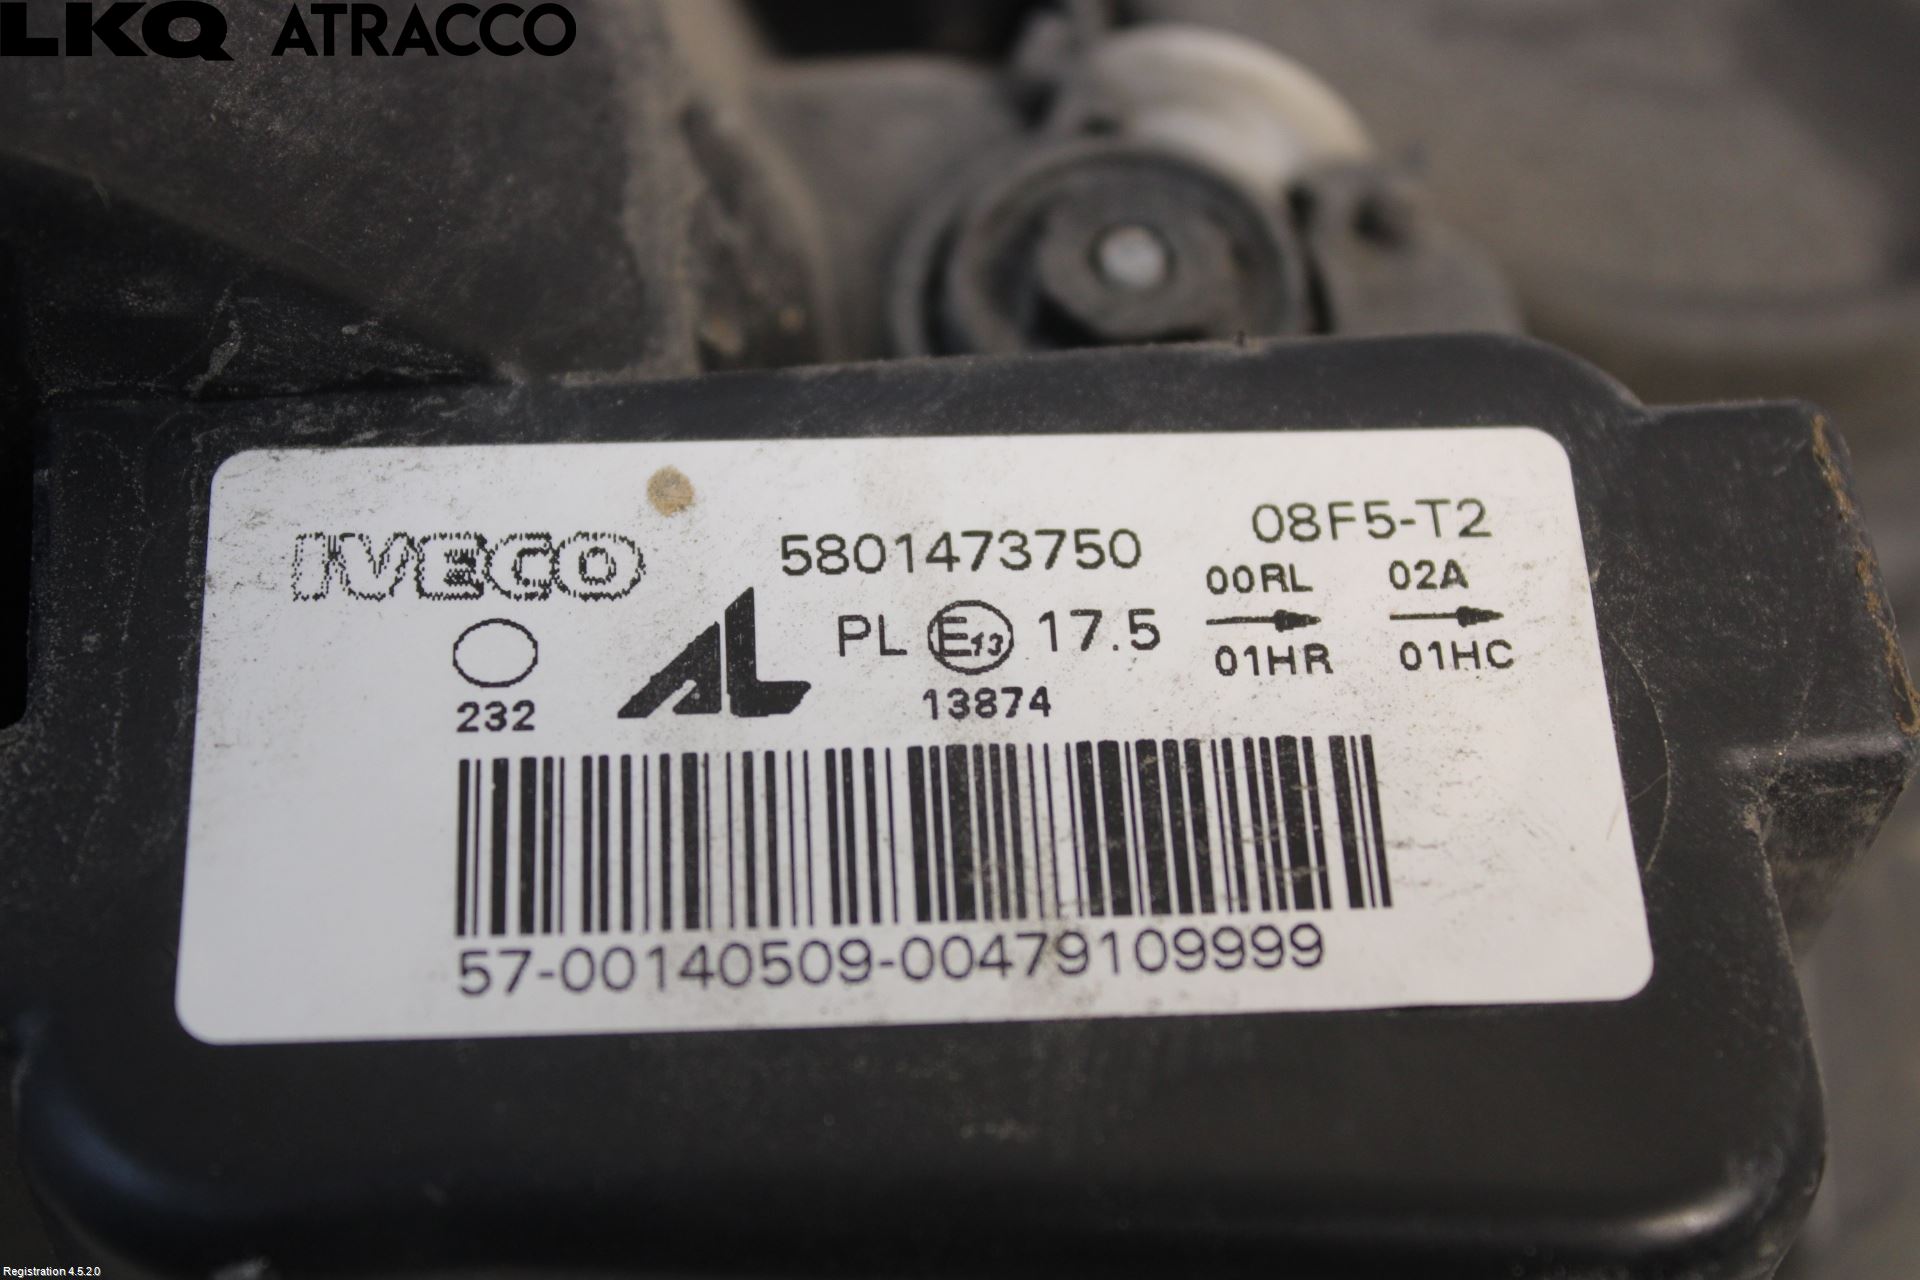 LKQ ATRACCO
IVECO 5801473750 08F5-T2
00RL 02A
PL E13 17.5
01HR 01HC
232 AL 13874
57-00140509-00479109999
Registration 4.5.2.0